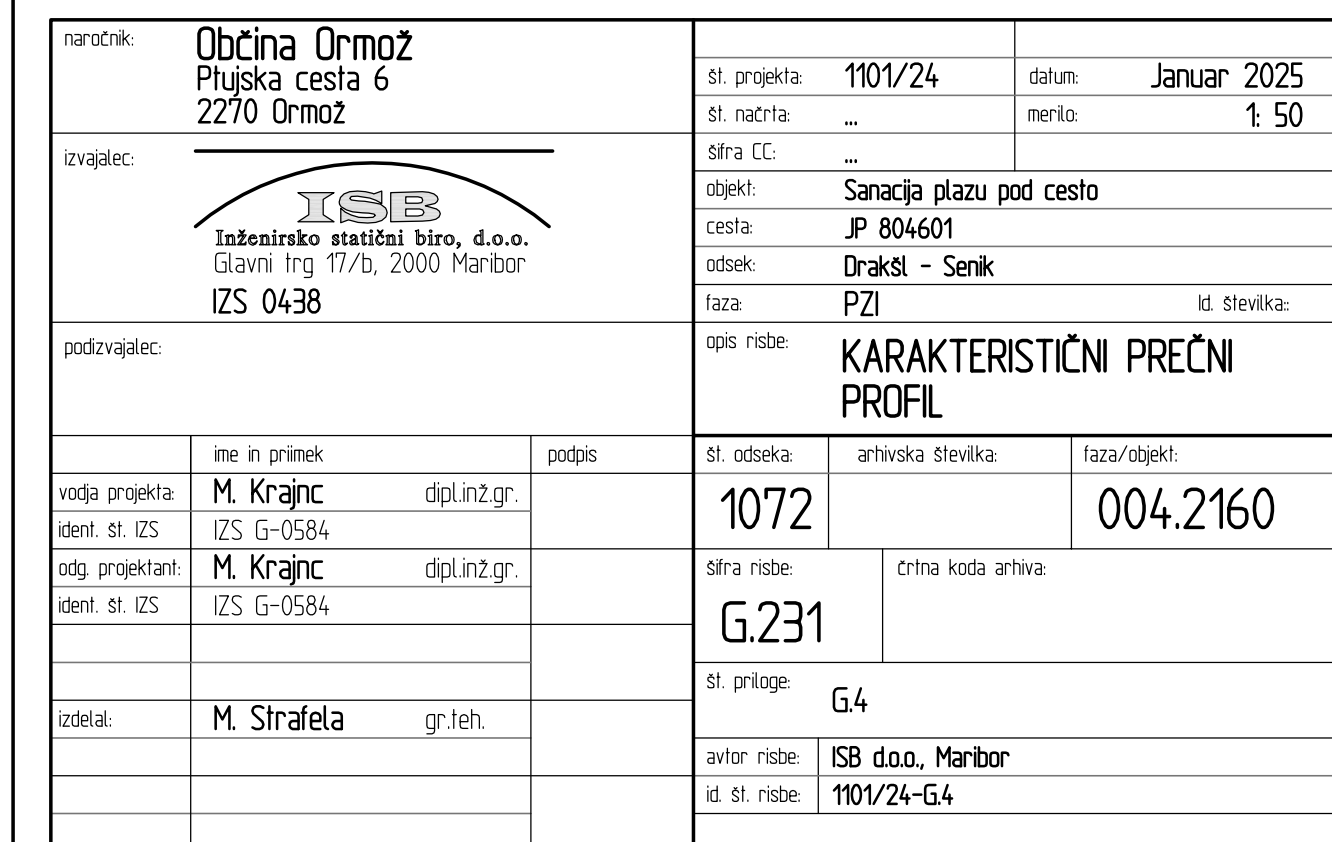 naročnik:
Občina Ormož
Ptujska cesta 6
2270 Ormož
izvajalec:
ISB
Inženirsko statični biro, d.o.o.
Glavni trg 17/b, 2000 Maribor
IZS 0438
podizvajalec:
ime in priimek podpis
vodja projekta: M. Krajnc dipl.inž.gr.
ident. št. IZS IZS G-0584
odg. projektant: M. Krajnc dipl.inž.gr.
ident. št. IZS IZS G-0584
izdelal: M. Strafela gr.teh.
št. projekta: 1101/24 datum: Januar 2025
št. načrta: ... merilo: 1: 50
šifra CC: ...
objekt: Sanacija plazu pod cesto
cesta: JP 804601
odsek: Drakšl - Senik
faza: PZI Id. številka::
opis risbe: KARAKTERISTIČNI PREČNI
PROFIL
št. odseka: arhivska številka: faza/objekt:
1072 004.2160
šifra risbe: črtna koda arhiva:
G.231
št. priloge:
G.4
avtor risbe: ISB d.o.o., Maribor
id. št. risbe: 1101/24-G.4